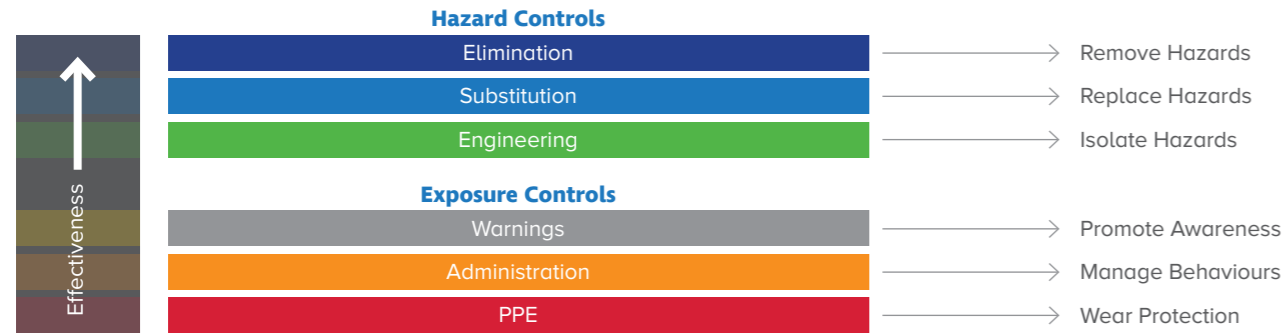 Hazard Controls
Elimination
Remove Hazards
Substitution
Replace Hazards
Engineering
Isolate Hazards
Effectiveness
Exposure Controls
Warnings
Promote Awareness
Administration
Manage Behaviours
PPE
Wear Protection